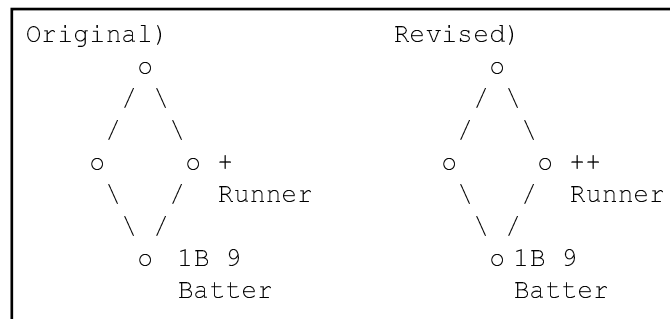 Original) Revised)
o o
/ \ / \
/ \ / \
o o + o o ++
\ / Runner \ / Runner
\ / \ /
o 1B 9 o 1B 9
Batter Batter